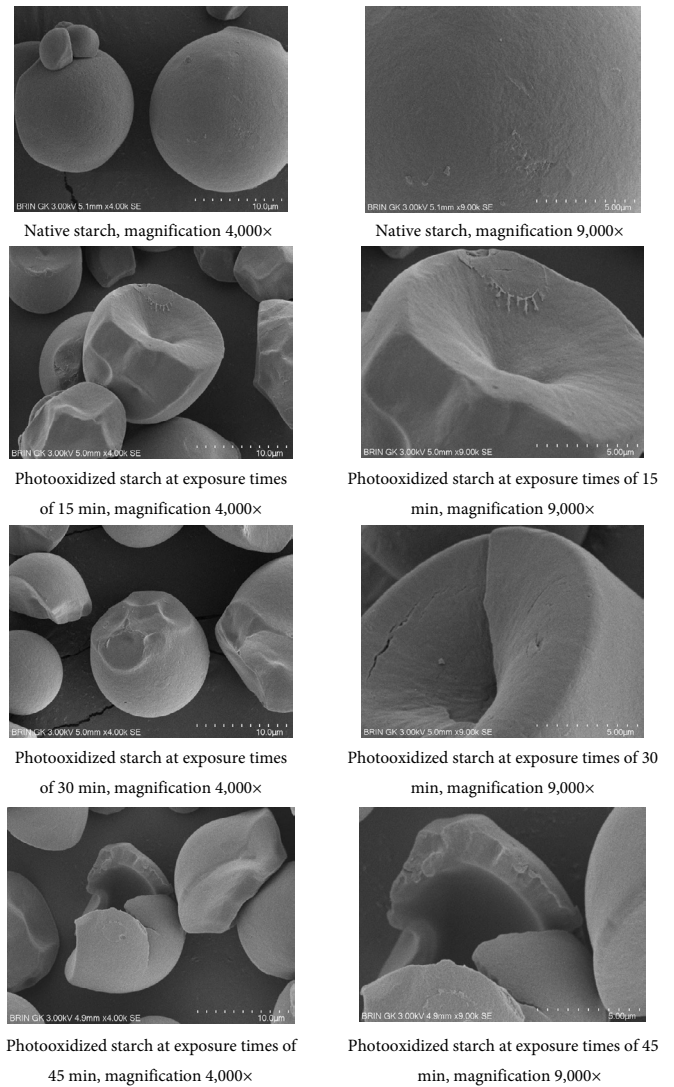 BRIN GK 3.00kV 5.1mm x4.00k SE 10.0µm
BRIN GK 3.00kV 5.1mm x9.00k SE 5.00µm
Native starch, magnification 4,000×
Native starch, magnification 9,000×
BRIN GK 3.00kV 5.0mm x4.00k SE 10.0µm
BRIN GK 3.00kV 5.0mm x9.00k SE 5.00µm
Photooxidized starch at exposure times
of 15 min, magnification 4,000×
Photooxidized starch at exposure times of 15
min, magnification 9,000×
BRIN GK 3.00kV 5.0mm x4.00k SE 10.0µm
BRIN GK 3.00kV 5.0mm x9.00k SE 5.00µm
Photooxidized starch at exposure times
of 30 min, magnification 4,000×
Photooxidized starch at exposure times of 30
min, magnification 9,000×
BRIN GK 3.00kV 4.9mm x4.00k SE 10.0µm
BRIN GK 3.00kV 4.9mm x9.00k SE 5.00µm
Photooxidized starch at exposure times of
45 min, magnification 4,000×
Photooxidized starch at exposure times of 45
min, magnification 9,000×